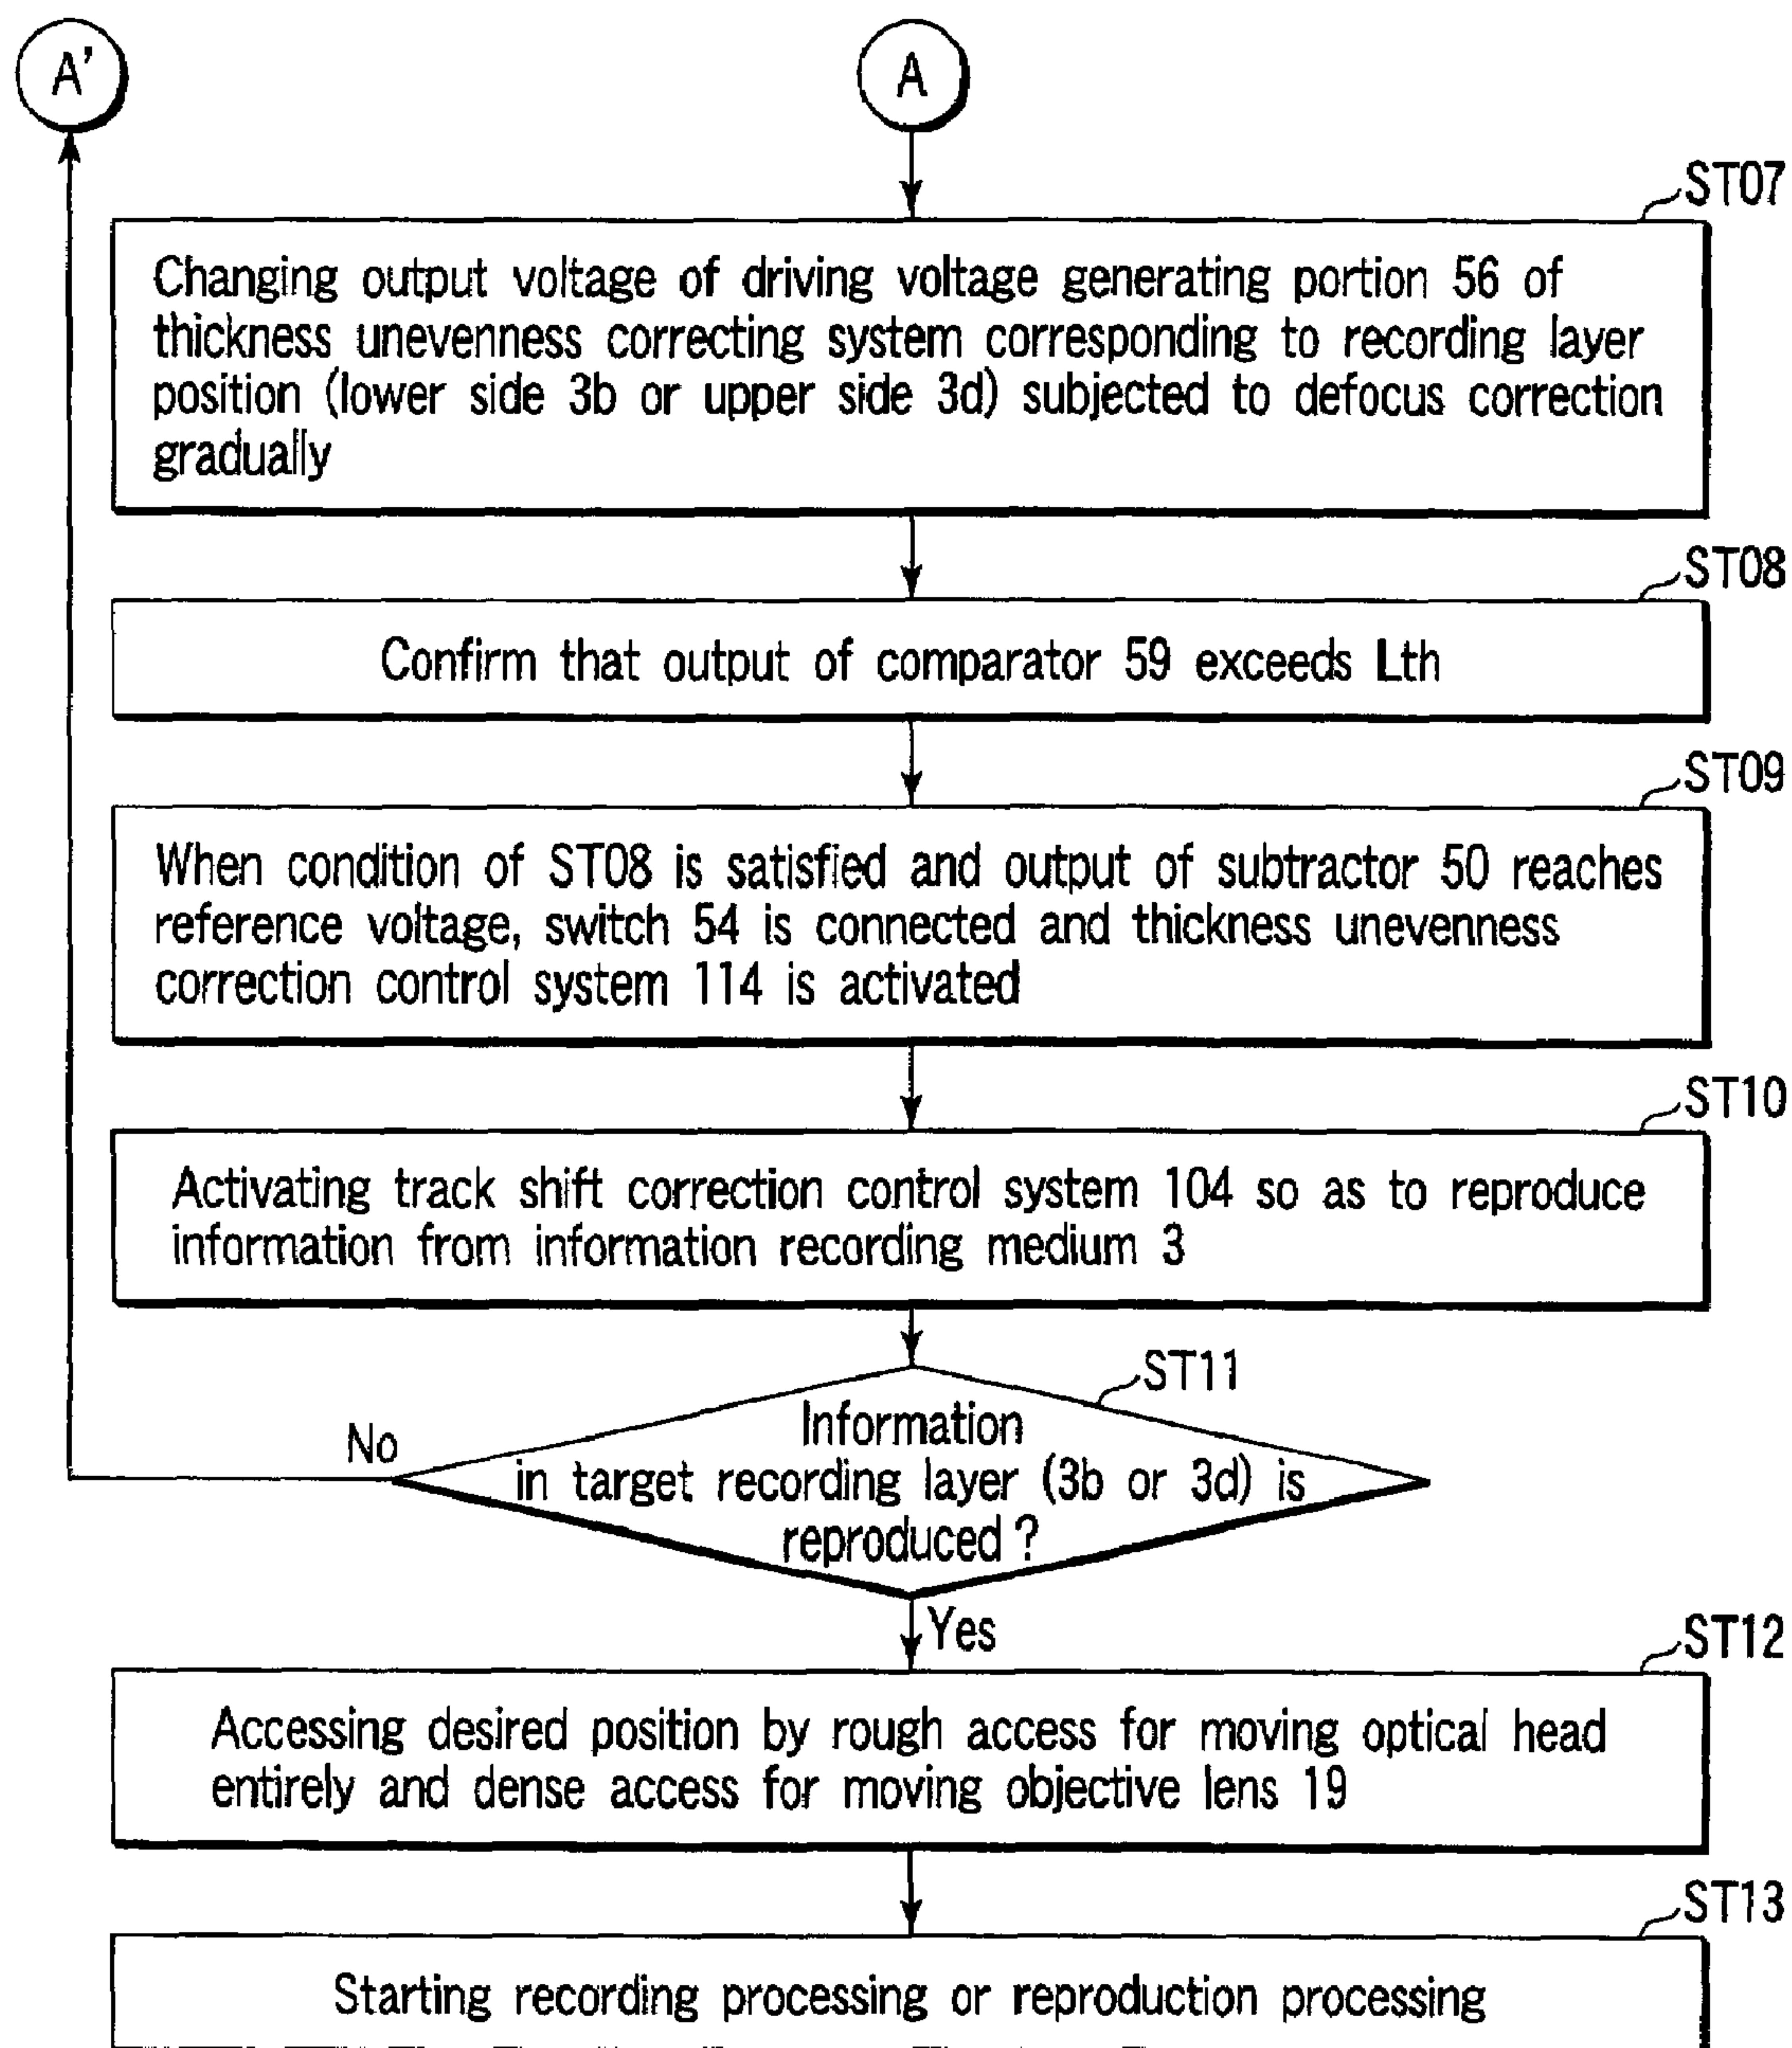 A'
A
ST07
Changing output voltage of driving voltage generating portion 56 of
thickness unevenness correcting system corresponding to recording layer
position (lower side 3b or upper side 3d) subjected to defocus correction
gradually
ST08
Confirm that output of comparator 59 exceeds Lth
ST09
When condition of ST08 is satisfied and output of subtractor 50 reaches
reference voltage, switch 54 is connected and thickness unevenness
correction control system 114 is activated
ST10
Activating track shift correction control system 104 so as to reproduce
information from information recording medium 3
ST11
Information
in target recording layer (3b or 3d) is
reproduced ?
No
Yes
ST12
Accessing desired position by rough access for moving optical head
entirely and dense access for moving objective lens 19
ST13
Starting recording processing or reproduction processing